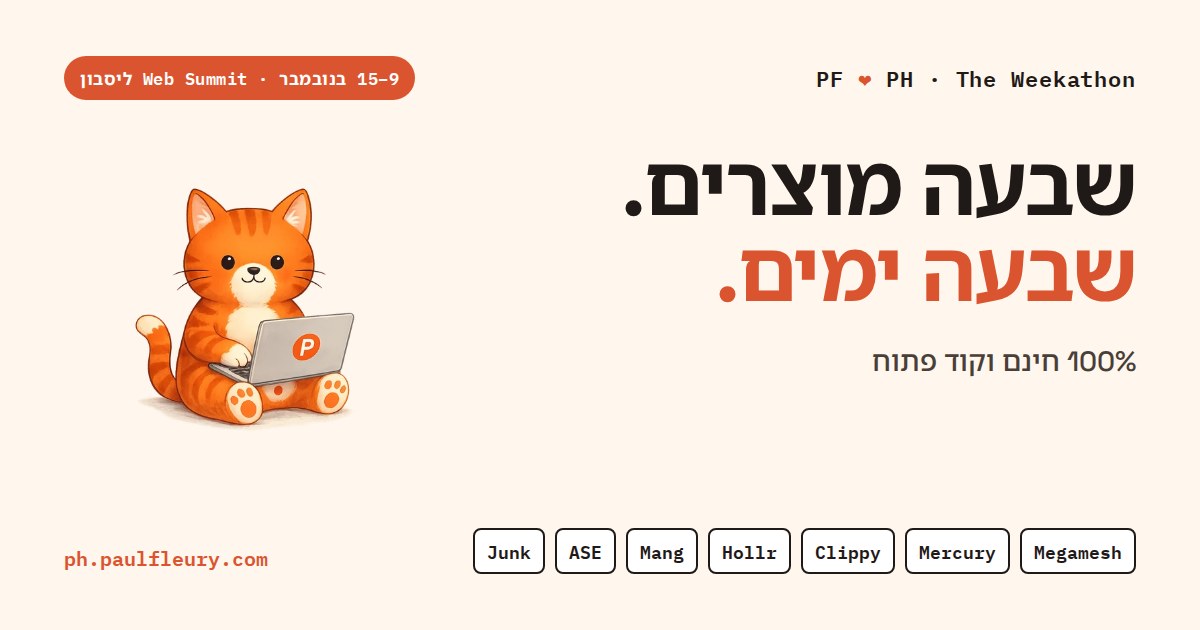 PF ❤ PH · The Weekathon
9–15 בנובמבר · Web Summit ליסבון
שבעה מוצרים.
שבעה ימים.
100% חינם וקוד פתוח
P
Megamesh
Mercury
Clippy
Hollr
Mang
ASE
Junk
ph.paulfleury.com